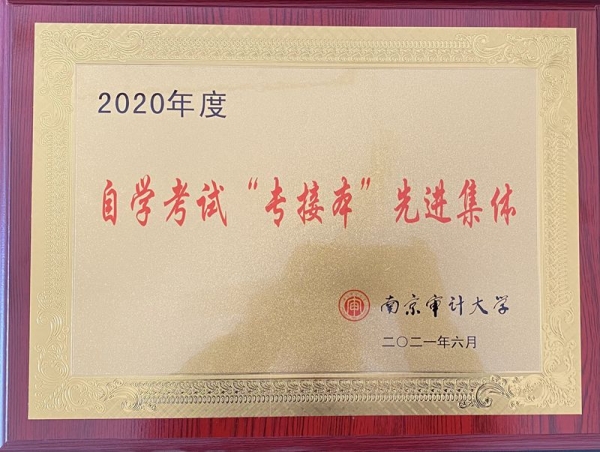 2020年度
自学考试“专接本”先进集体
南京审计大学
二〇二一年六月